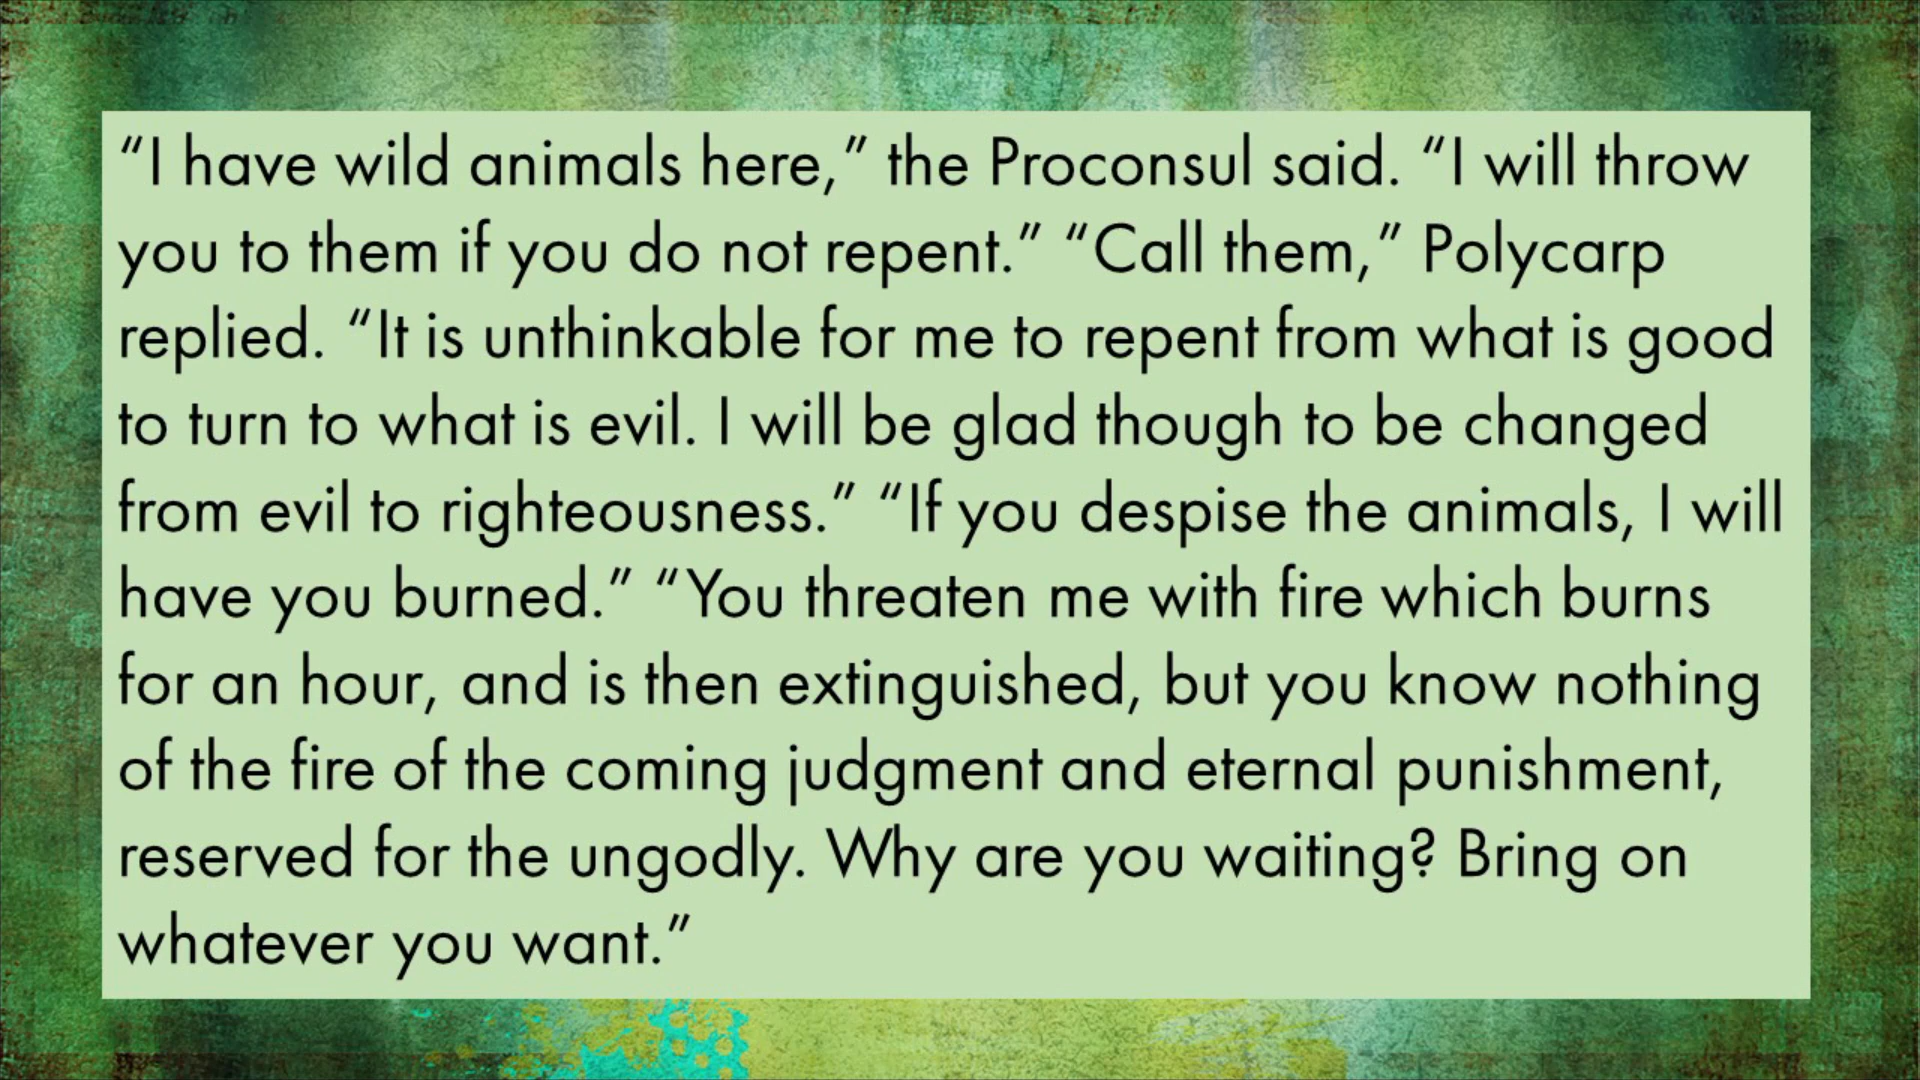 “I have wild animals here,” the Proconsul said. “I will throw
you to them if you do not repent.” “Call them,” Polycarp
replied. “It is unthinkable for me to repent from what is good
to turn to what is evil. I will be glad though to be changed
from evil to righteousness.” “If you despise the animals, I will
have you burned.” “You threaten me with fire which burns
for an hour, and is then extinguished, but you know nothing
of the fire of the coming judgment and eternal punishment,
reserved for the ungodly. Why are you waiting? Bring on
whatever you want.”